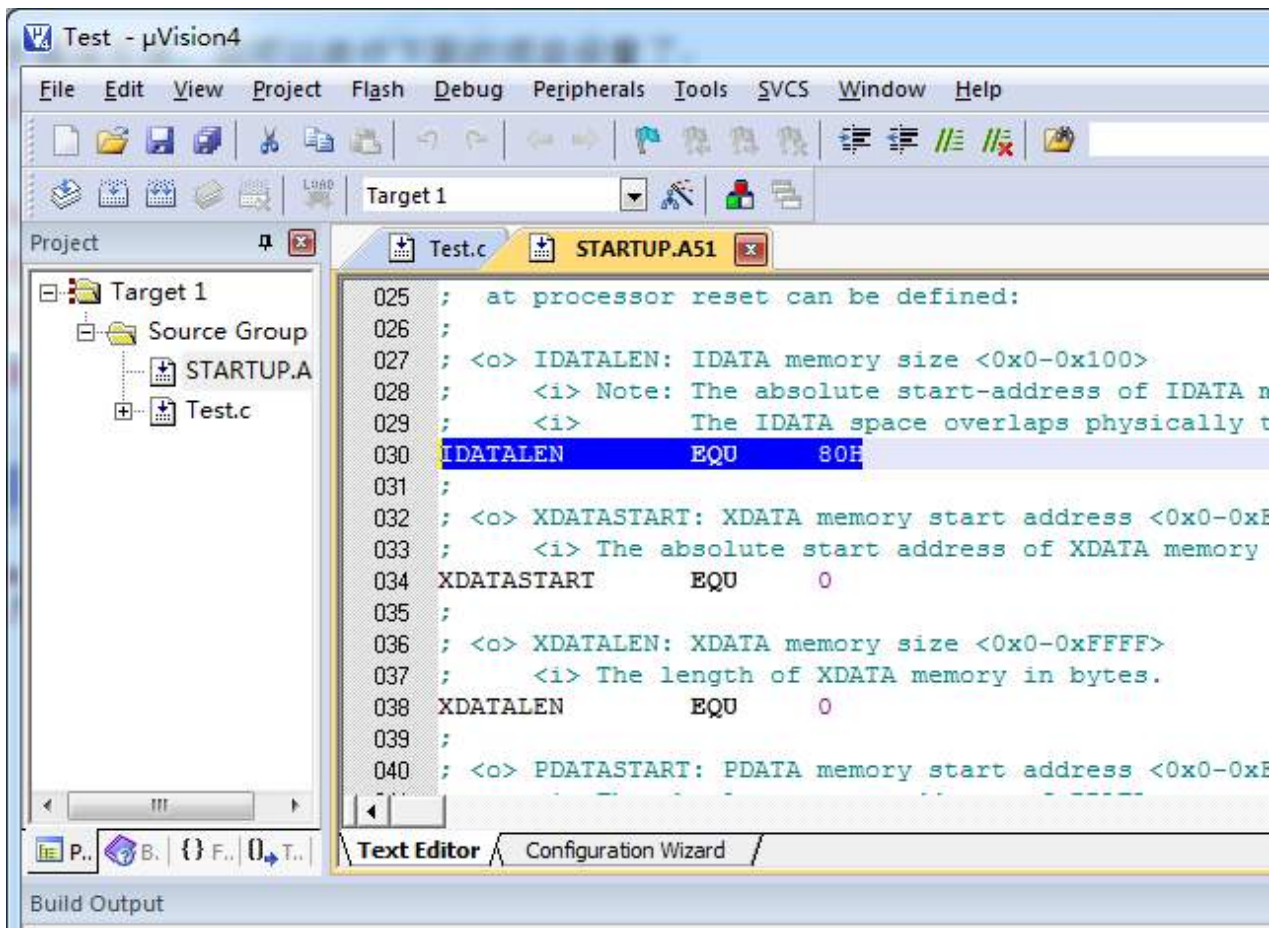 Test - µVision4
File Edit View Project Flash Debug Peripherals Tools SVCS Window Help
LOAD Target 1
Project
Test.c STARTUP.A51
Target 1
Source Group
STARTUP.A
Test.c
025 ;  at processor reset can be defined:
026 ;
027 ; <o> IDATALEN: IDATA memory size <0x0-0x100>
028 ;     <i> Note: The absolute start-address of IDATA m
029 ;     <i>       The IDATA space overlaps physically t
030 IDATALEN        EQU     80H
031 ;
032 ; <o> XDATASTART: XDATA memory start address <0x0-0xF
033 ;     <i> The absolute start address of XDATA memory
034 XDATASTART      EQU     0
035 ;
036 ; <o> XDATALEN: XDATA memory size <0x0-0xFFFF>
037 ;     <i> The length of XDATA memory in bytes.
038 XDATALEN        EQU     0
039 ;
040 ; <o> PDATASTART: PDATA memory start address <0x0-0xF
P.. B. {} F.. 0 T..
Text Editor Configuration Wizard
Build Output